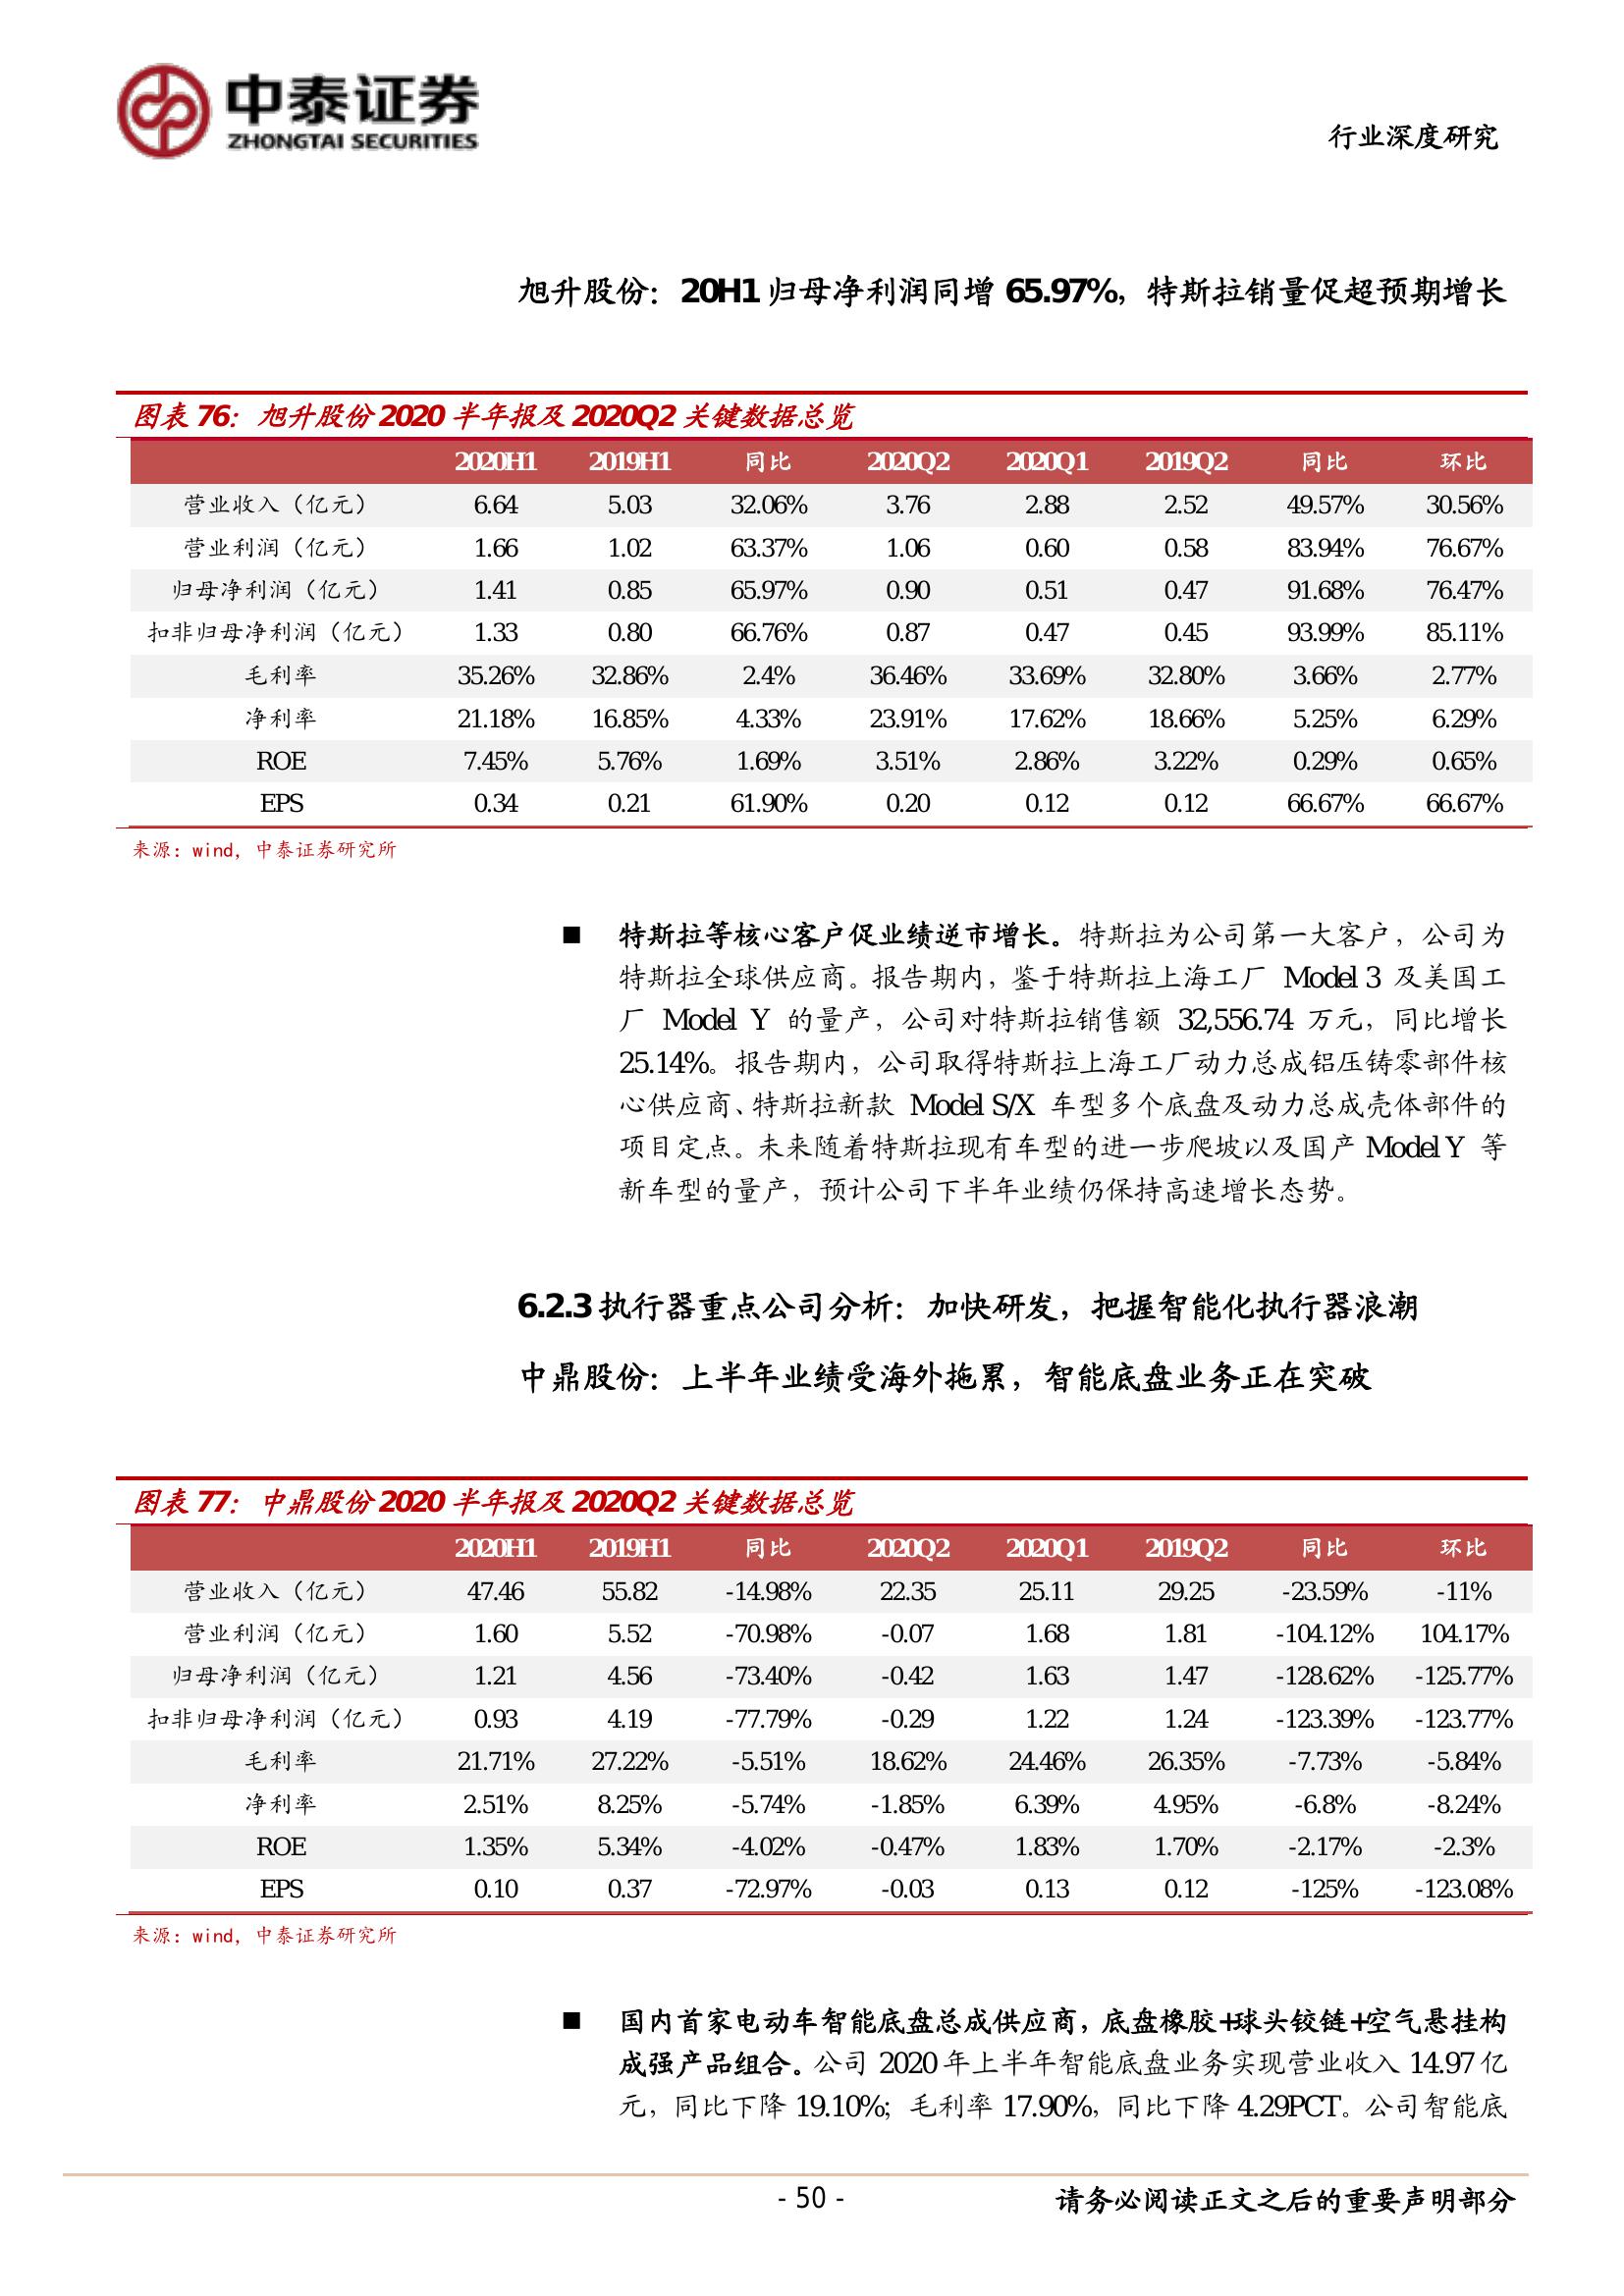 中泰证券
ZHONGTAI SECURITIES
行业深度研究
旭升股份：20H1 归母净利润同增 65.97%，特斯拉销量促超预期增长
图表 76：旭升股份 2020 半年报及 2020Q2 关键数据总览
2020H1 2019H1 同比 2020Q2 2020Q1 2019Q2 同比 环比
营业收入（亿元） 6.64 5.03 32.06% 3.76 2.88 2.52 49.57% 30.56%
营业利润（亿元） 1.66 1.02 63.37% 1.06 0.60 0.58 83.94% 76.67%
归母净利润（亿元） 1.41 0.85 65.97% 0.90 0.51 0.47 91.68% 76.47%
扣非归母净利润（亿元） 1.33 0.80 66.76% 0.87 0.47 0.45 93.99% 85.11%
毛利率 35.26% 32.86% 2.4% 36.46% 33.69% 32.80% 3.66% 2.77%
净利率 21.18% 16.85% 4.33% 23.91% 17.62% 18.66% 5.25% 6.29%
ROE 7.45% 5.76% 1.69% 3.51% 2.86% 3.22% 0.29% 0.65%
EPS 0.34 0.21 61.90% 0.20 0.12 0.12 66.67% 66.67%
来源：wind，中泰证券研究所
■ 特斯拉等核心客户促业绩逆市增长。特斯拉为公司第一大客户，公司为
特斯拉全球供应商。报告期内，鉴于特斯拉上海工厂 Model 3 及美国工
厂 Model Y 的量产，公司对特斯拉销售额 32,556.74 万元，同比增长
25.14%。报告期内，公司取得特斯拉上海工厂动力总成铝压铸零部件核
心供应商、特斯拉新款 Model S/X 车型多个底盘及动力总成壳体部件的
项目定点。未来随着特斯拉现有车型的进一步爬坡以及国产 Model Y 等
新车型的量产，预计公司下半年业绩仍保持高速增长态势。
6.2.3 执行器重点公司分析：加快研发，把握智能化执行器浪潮
中鼎股份：上半年业绩受海外拖累，智能底盘业务正在突破
图表 77：中鼎股份 2020 半年报及 2020Q2 关键数据总览
2020H1 2019H1 同比 2020Q2 2020Q1 2019Q2 同比 环比
营业收入（亿元） 47.46 55.82 -14.98% 22.35 25.11 29.25 -23.59% -11%
营业利润（亿元） 1.60 5.52 -70.98% -0.07 1.68 1.81 -104.12% 104.17%
归母净利润（亿元） 1.21 4.56 -73.40% -0.42 1.63 1.47 -128.62% -125.77%
扣非归母净利润（亿元） 0.93 4.19 -77.79% -0.29 1.22 1.24 -123.39% -123.77%
毛利率 21.71% 27.22% -5.51% 18.62% 24.46% 26.35% -7.73% -5.84%
净利率 2.51% 8.25% -5.74% -1.85% 6.39% 4.95% -6.8% -8.24%
ROE 1.35% 5.34% -4.02% -0.47% 1.83% 1.70% -2.17% -2.3%
EPS 0.10 0.37 -72.97% -0.03 0.13 0.12 -125% -123.08%
来源：wind，中泰证券研究所
■ 国内首家电动车智能底盘总成供应商，底盘橡胶+球头铰链+空气悬挂构
成强产品组合。公司 2020 年上半年智能底盘业务实现营业收入 14.97 亿
元，同比下降 19.10%；毛利率 17.90%，同比下降 4.29PCT。公司智能底
- 50 -
请务必阅读正文之后的重要声明部分